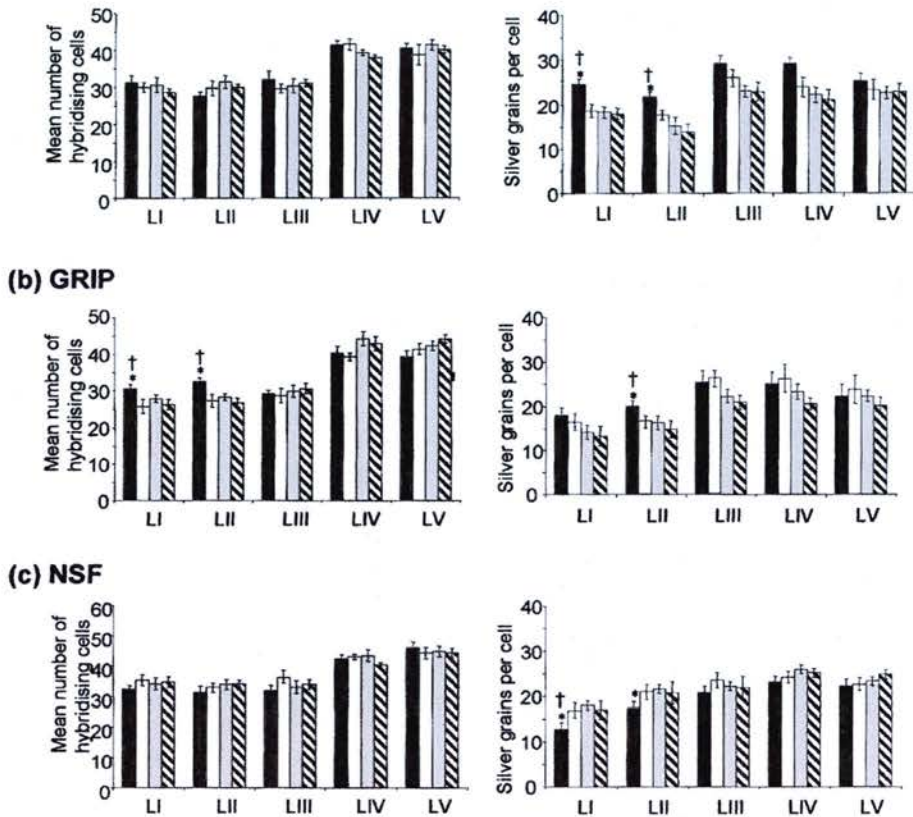 Mean number of
hybridising cells
50
40
30
20
10
0
LI LII LIII LIV LV
Silver grains per cell
40
30
20
10
0
† † 
* *
LI LII LIII LIV LV
(b) GRIP
Mean number of
hybridising cells
50
40
30
20
10
0
† †
* *
LI LII LIII LIV LV
Silver grains per cell
40
30
20
10
0
†
*
LI LII LIII LIV LV
(c) NSF
Mean number of
hybridising cells
60
50
40
30
20
10
0
LI LII LIII LIV LV
Silver grains per cell
40
30
20
10
0
†
* *
LI LII LIII LIV LV